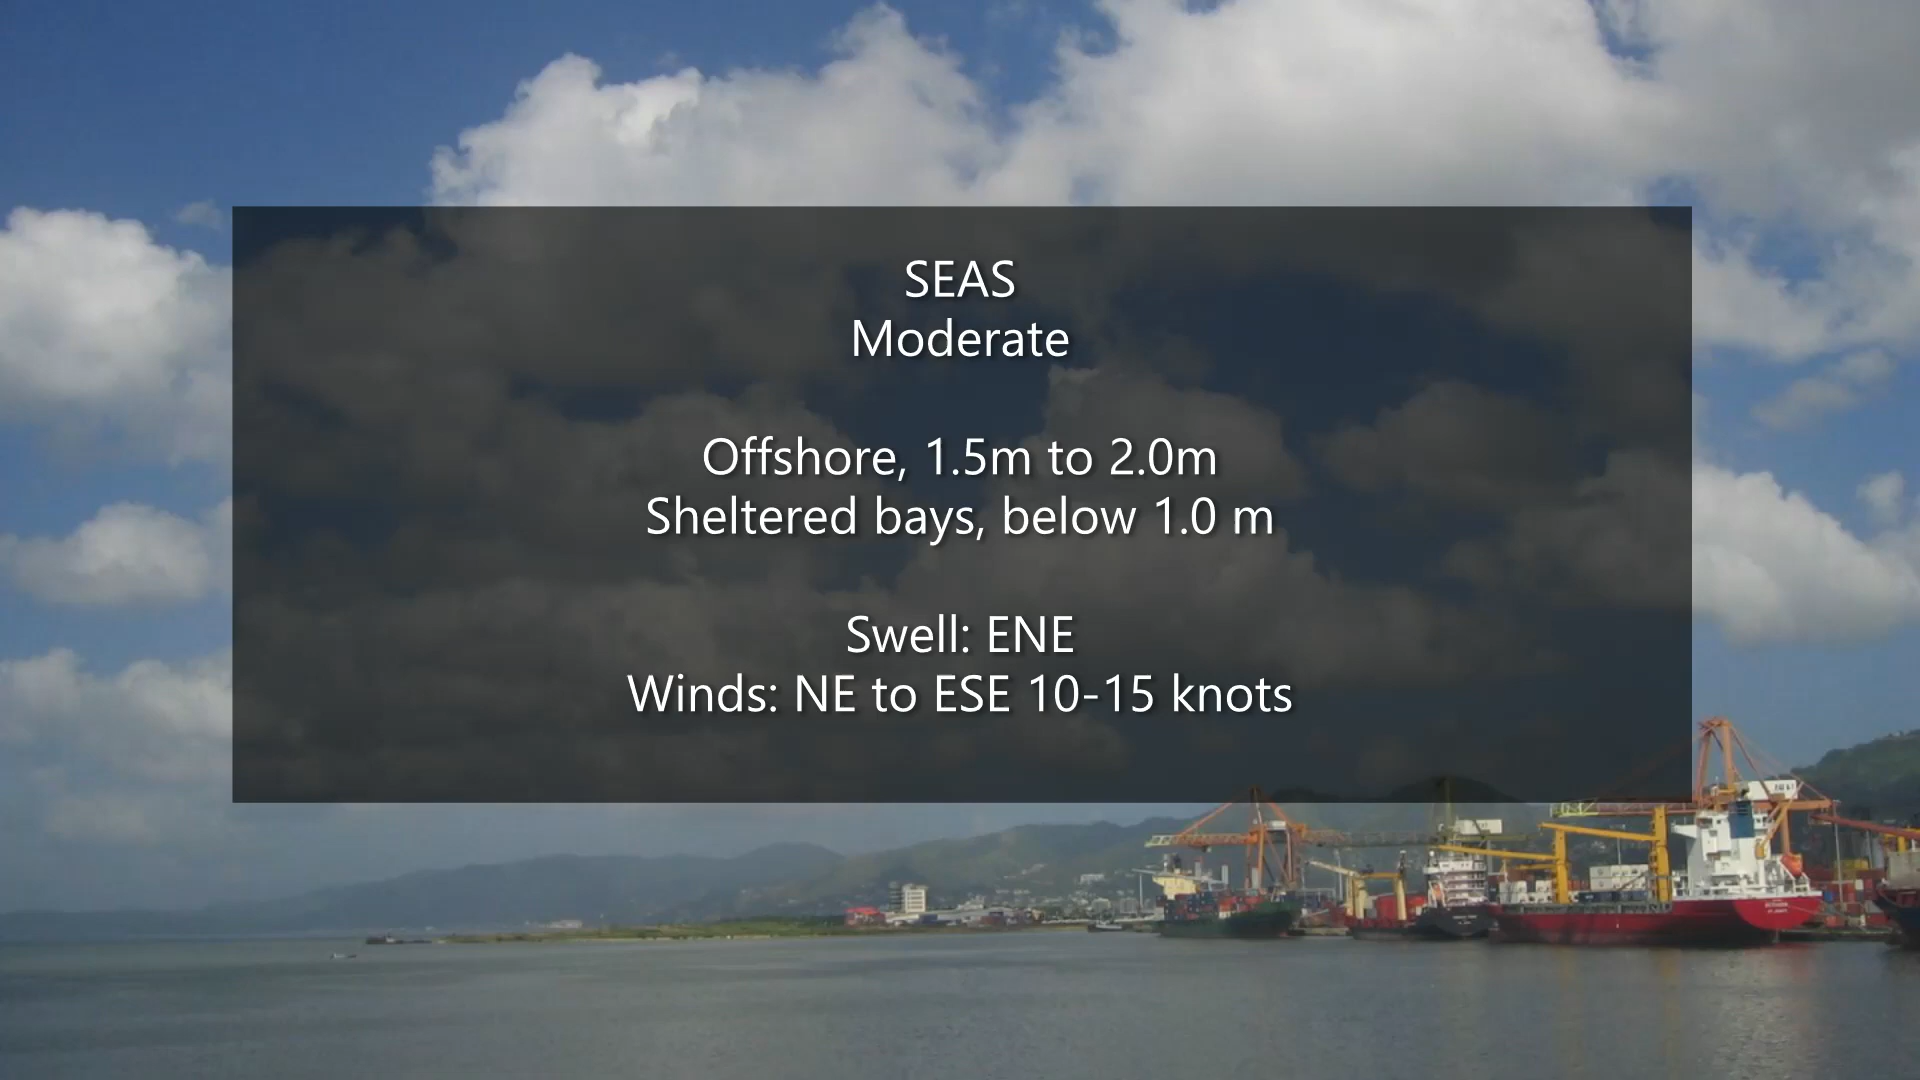 SEAS
Moderate
Offshore, 1.5m to 2.0m
Sheltered bays, below 1.0 m
Swell: ENE
Winds: NE to ESE 10-15 knots